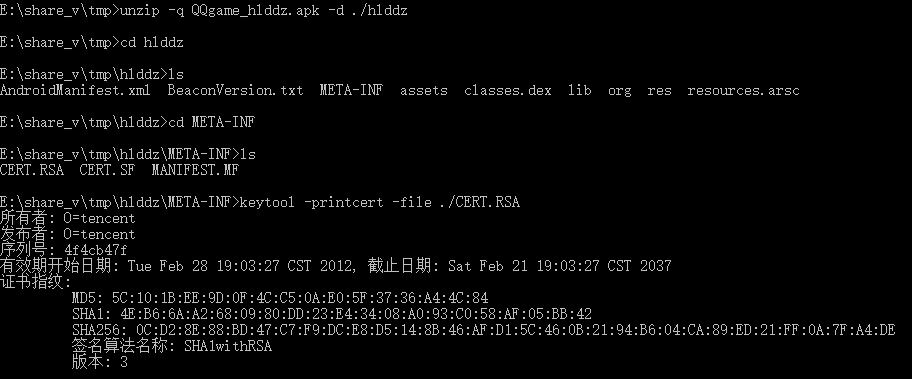 E:\share_v\tmp>unzip -q QQgame_hlddz.apk -d ./hlddz
E:\share_v\tmp>cd hlddz
E:\share_v\tmp\hlddz>ls
AndroidManifest.xml  BeaconVersion.txt  META-INF  assets  classes.dex  lib  org  res  resources.arsc
E:\share_v\tmp\hlddz>cd META-INF
E:\share_v\tmp\hlddz\META-INF>ls
CERT.RSA  CERT.SF  MANIFEST.MF
E:\share_v\tmp\hlddz\META-INF>keytool -printcert -file ./CERT.RSA
所有者: O=tencent
发布者: O=tencent
序列号: 4f4cb47f
有效期开始日期: Tue Feb 28 19:03:27 CST 2012, 截止日期: Sat Feb 21 19:03:27 CST 2037
证书指纹:
MD5: 5C:10:1B:EE:9D:0F:4C:C5:0A:E0:5F:37:36:A4:4C:84
SHA1: 4E:B6:6A:A2:68:09:80:DD:23:E4:34:08:A0:93:C0:58:AF:05:BB:42
SHA256: 0C:D2:8E:88:BD:47:C7:F9:DC:E8:D5:14:8B:46:AF:D1:5C:46:0B:21:94:B6:04:CA:89:ED:21:FF:0A:7F:A4:DE
签名算法名称: SHA1withRSA
版本: 3